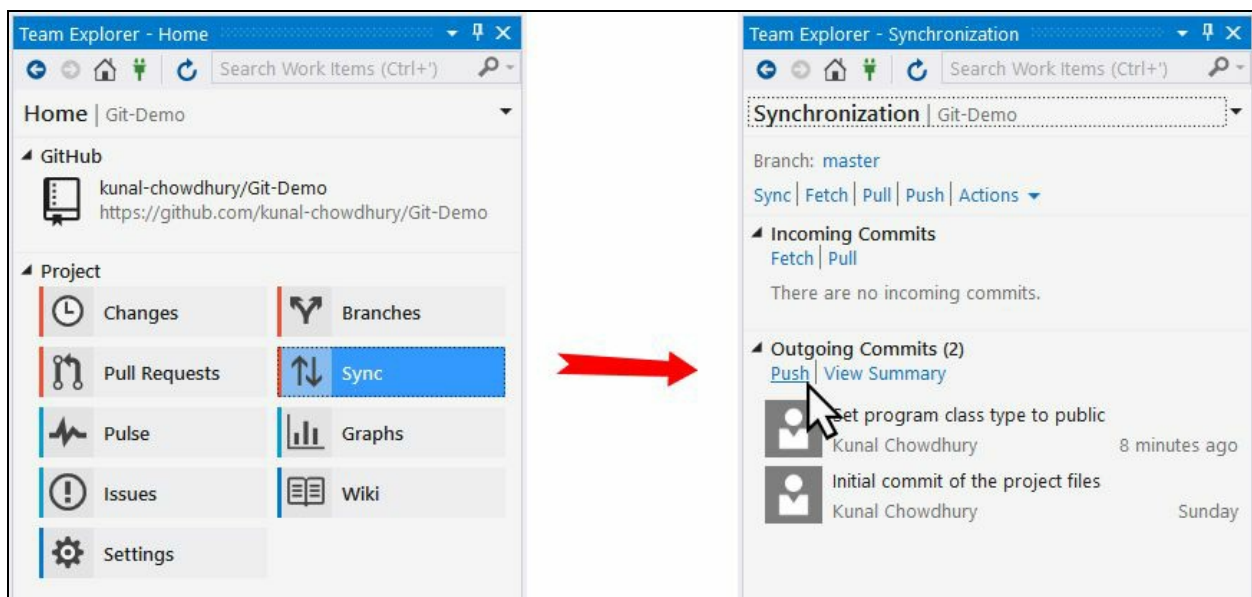 Team Explorer - Home
Search Work Items (Ctrl+')
Home | Git-Demo
GitHub
kunal-chowdhury/Git-Demo
https://github.com/kunal-chowdhury/Git-Demo
Project
Changes
Branches
Pull Requests
Sync
Pulse
Graphs
Issues
Wiki
Settings
Team Explorer - Synchronization
Search Work Items (Ctrl+')
Synchronization | Git-Demo
Branch: master
Sync | Fetch | Pull | Push | Actions
Incoming Commits
Fetch | Pull
There are no incoming commits.
Outgoing Commits (2)
Push | View Summary
Set program class type to public
Kunal Chowdhury 8 minutes ago
Initial commit of the project files
Kunal Chowdhury Sunday